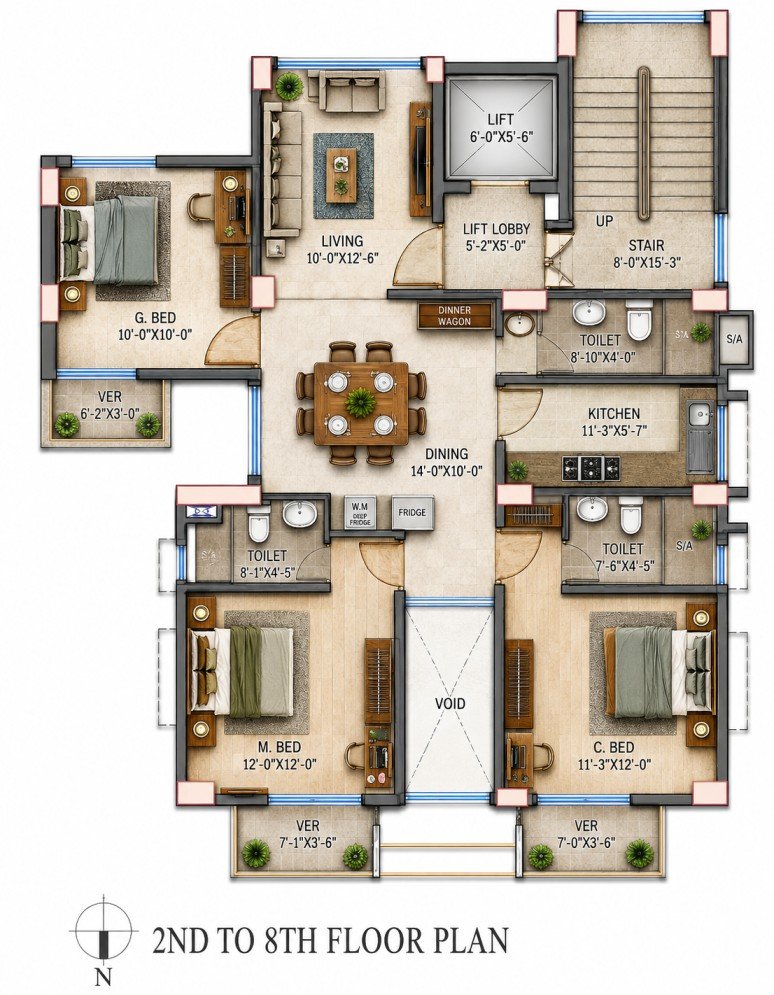 LIFT
6'-0"X5'-6"
LIFT LOBBY
5'-2"X5'-0"
UP
STAIR
8'-0"X15'-3"
LIVING
10'-0"X12'-6"
G. BED
10'-0"X10'-0"
VER
6'-2"X3'-0"
DINNER
WAGON
TOILET
8'-10"X4'-0"
S/A
S/A
KITCHEN
11'-3"X5'-7"
DINING
14'-0"X10'-0"
W.M
DEEP
FRIDGE
FRIDGE
S/A
TOILET
8'-1"X4'-5"
TOILET
7'-6"X4'-5"
S/A
VOID
M. BED
12'-0"X12'-0"
C. BED
11'-3"X12'-0"
VER
7'-1"X3'-6"
VER
7'-0"X3'-6"
N
2ND TO 8TH FLOOR PLAN